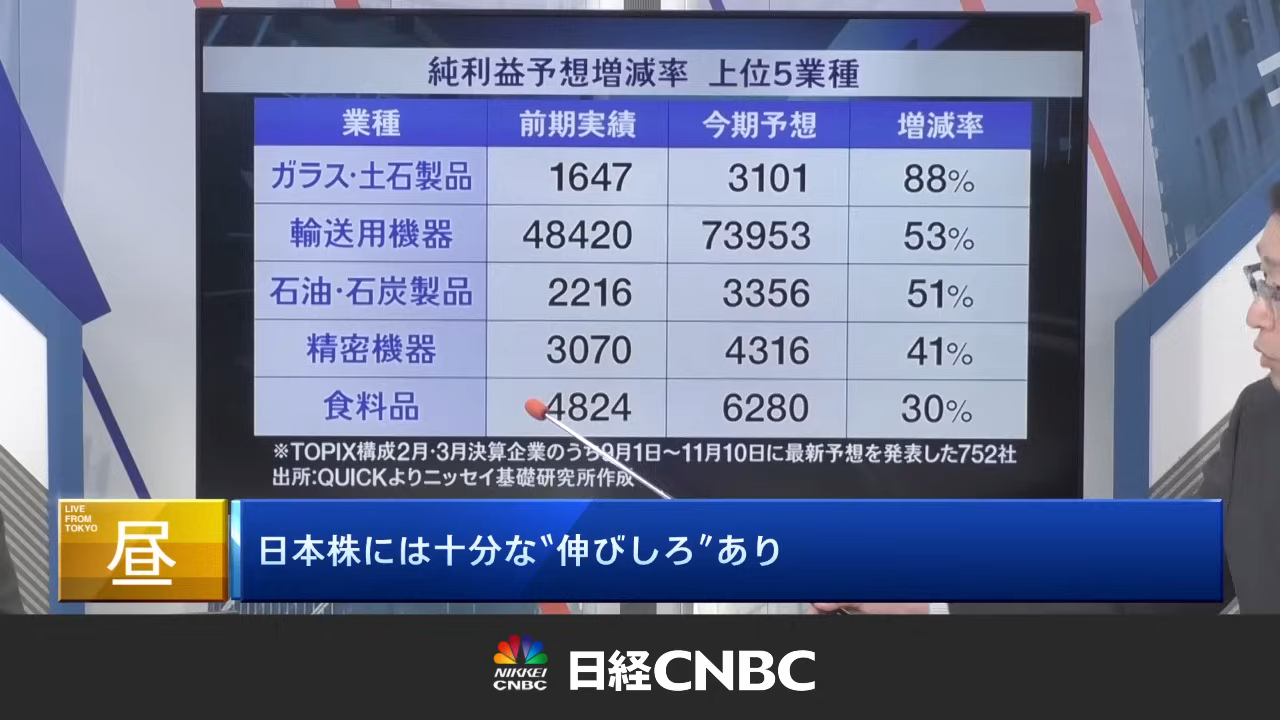 純利益予想増減率 上位5業種
業種 前期実績 今期予想 増減率
ガラス・土石製品 1647 3101 88%
輸送用機器 48420 73953 53%
石油・石炭製品 2216 3356 51%
精密機器 3070 4316 41%
食料品 4824 6280 30%
※TOPIX構成2月・3月決算企業のうち9月1日～11月10日に最新予想を発表した752社
出所:QUICKよりニッセイ基礎研究所作成
LIVE
FROM
TOKYO
昼
日本株には十分な〝伸びしろ〞あり
NIKKEI
CNBC
日経CNBC